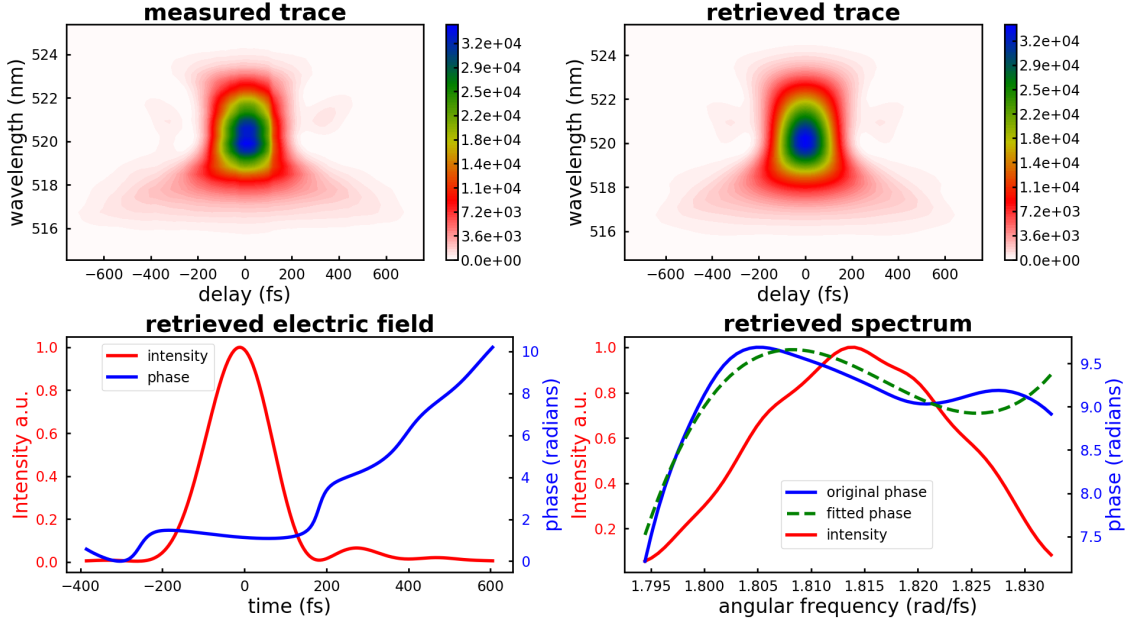 measured trace
wavelength (nm)
524
522
520
518
516
−600
−400
−200
0
200
400
600
delay (fs)
3.2e+04
2.9e+04
2.5e+04
2.2e+04
1.8e+04
1.4e+04
1.1e+04
7.2e+03
3.6e+03
0.0e+00
retrieved trace
wavelength (nm)
524
522
520
518
516
−600
−400
−200
0
200
400
600
delay (fs)
3.2e+04
2.9e+04
2.5e+04
2.2e+04
1.8e+04
1.4e+04
1.1e+04
7.2e+03
3.6e+03
0.0e+00
retrieved electric field
Intensity a.u.
1.0
0.8
0.6
0.4
0.2
0.0
intensity
phase
10
8
6
4
2
0
phase (radians)
−400
−200
0
200
400
600
time (fs)
retrieved spectrum
Intensity a.u.
1.0
0.8
0.6
0.4
0.2
original phase
fitted phase
intensity
9.5
9.0
8.5
8.0
7.5
phase (radians)
1.795
1.800
1.805
1.810
1.815
1.820
1.825
1.830
angular frequency (rad/fs)